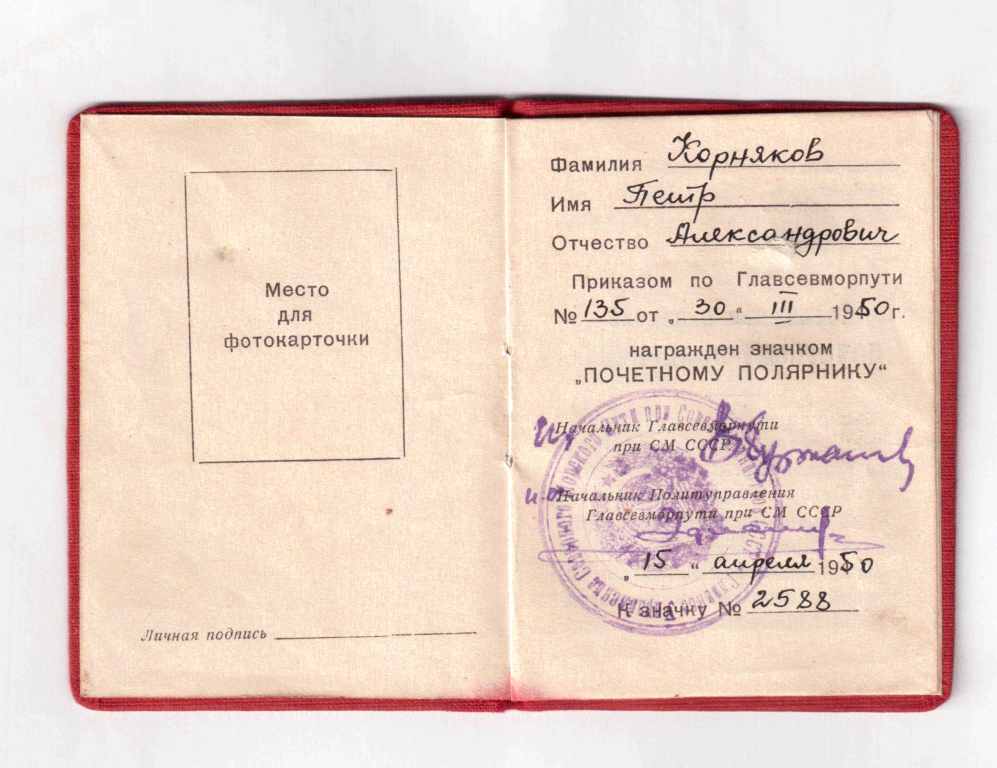 Место
для
фотокарточки
Личная подпись
Фамилия Корняков
Имя Петр
Отчество Александрович
Приказом по Главсевморпути
№ 135 от „30“ III 1950 г.
награжден значком
„ПОЧЕТНОМУ ПОЛЯРНИКУ“
Начальник Главсевморпути
при СМ СССР
Начальник Политуправления
Главсевморпути при СМ СССР
„15“ апреля 1950
К значку № 2588